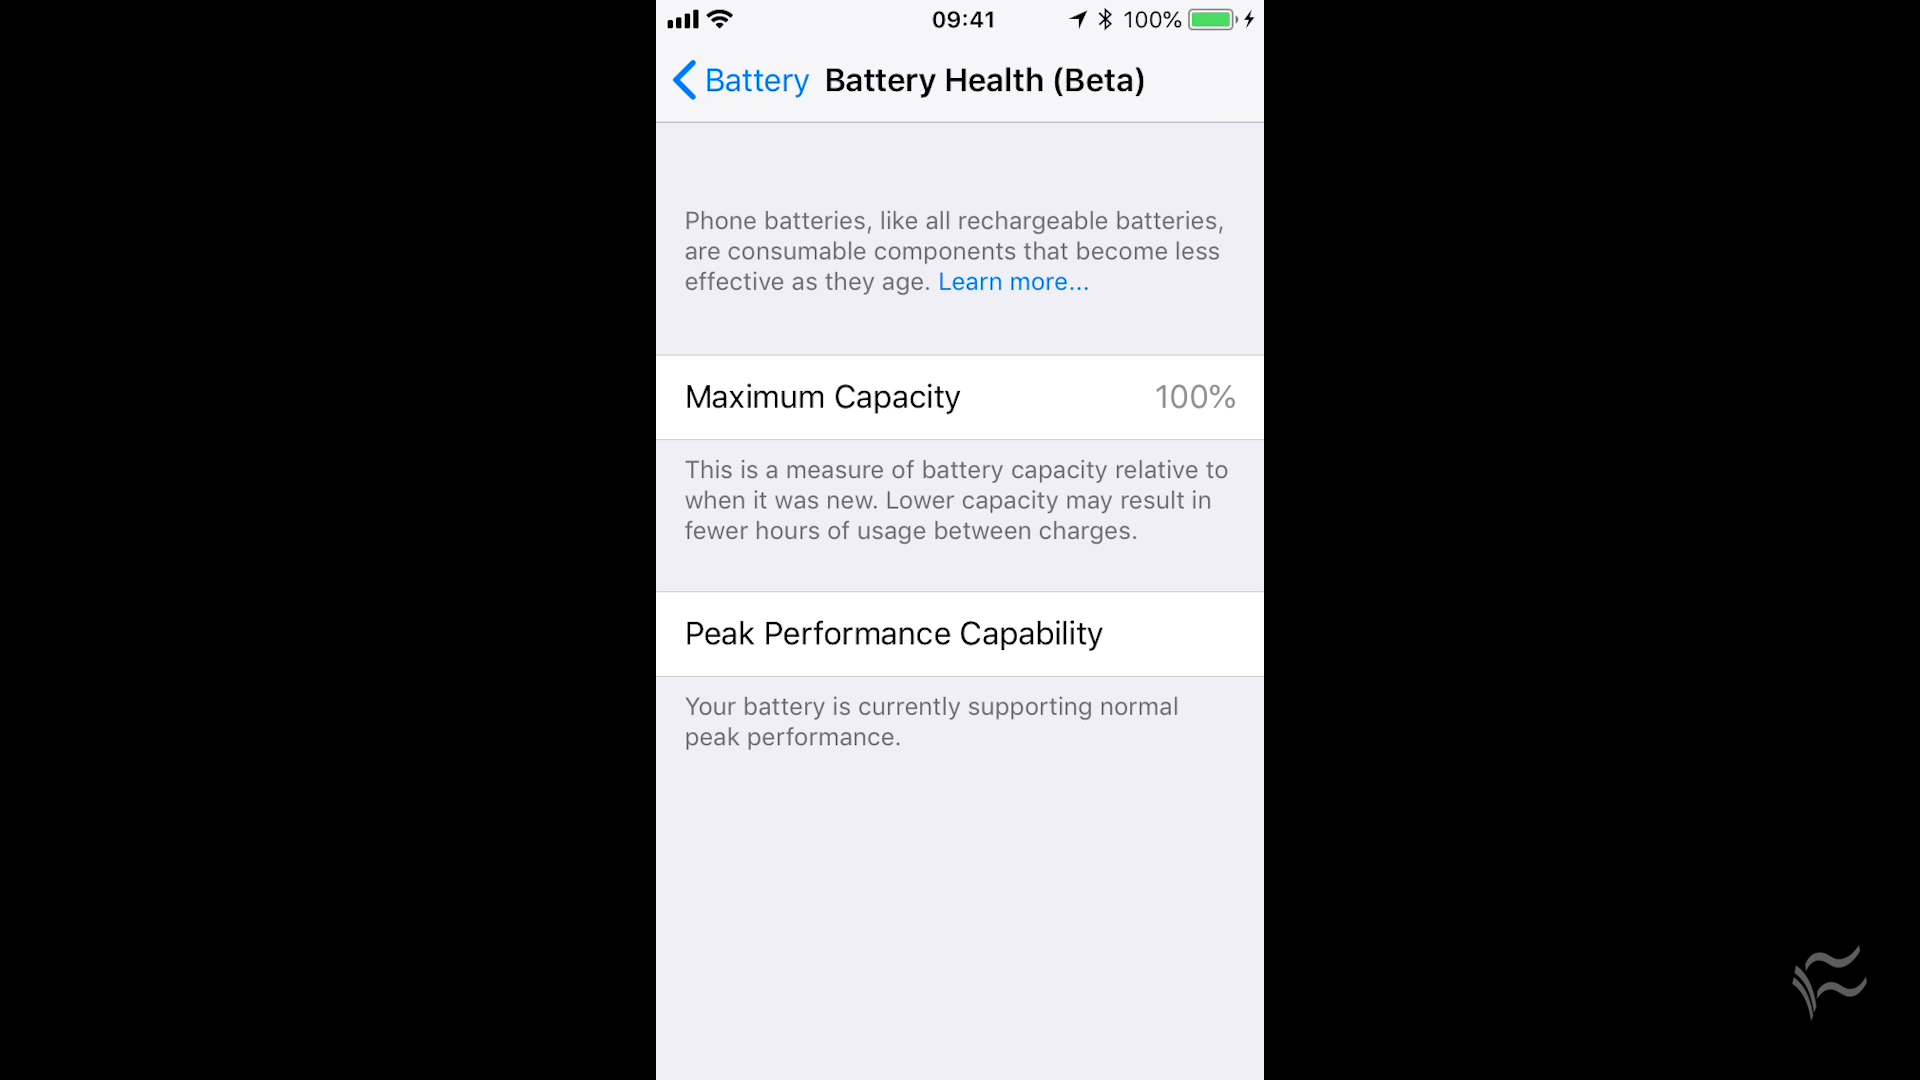 09:41 100%
Battery Battery Health (Beta)
Phone batteries, like all rechargeable batteries,
are consumable components that become less
effective as they age. Learn more...
Maximum Capacity 100%
This is a measure of battery capacity relative to
when it was new. Lower capacity may result in
fewer hours of usage between charges.
Peak Performance Capability
Your battery is currently supporting normal
peak performance.